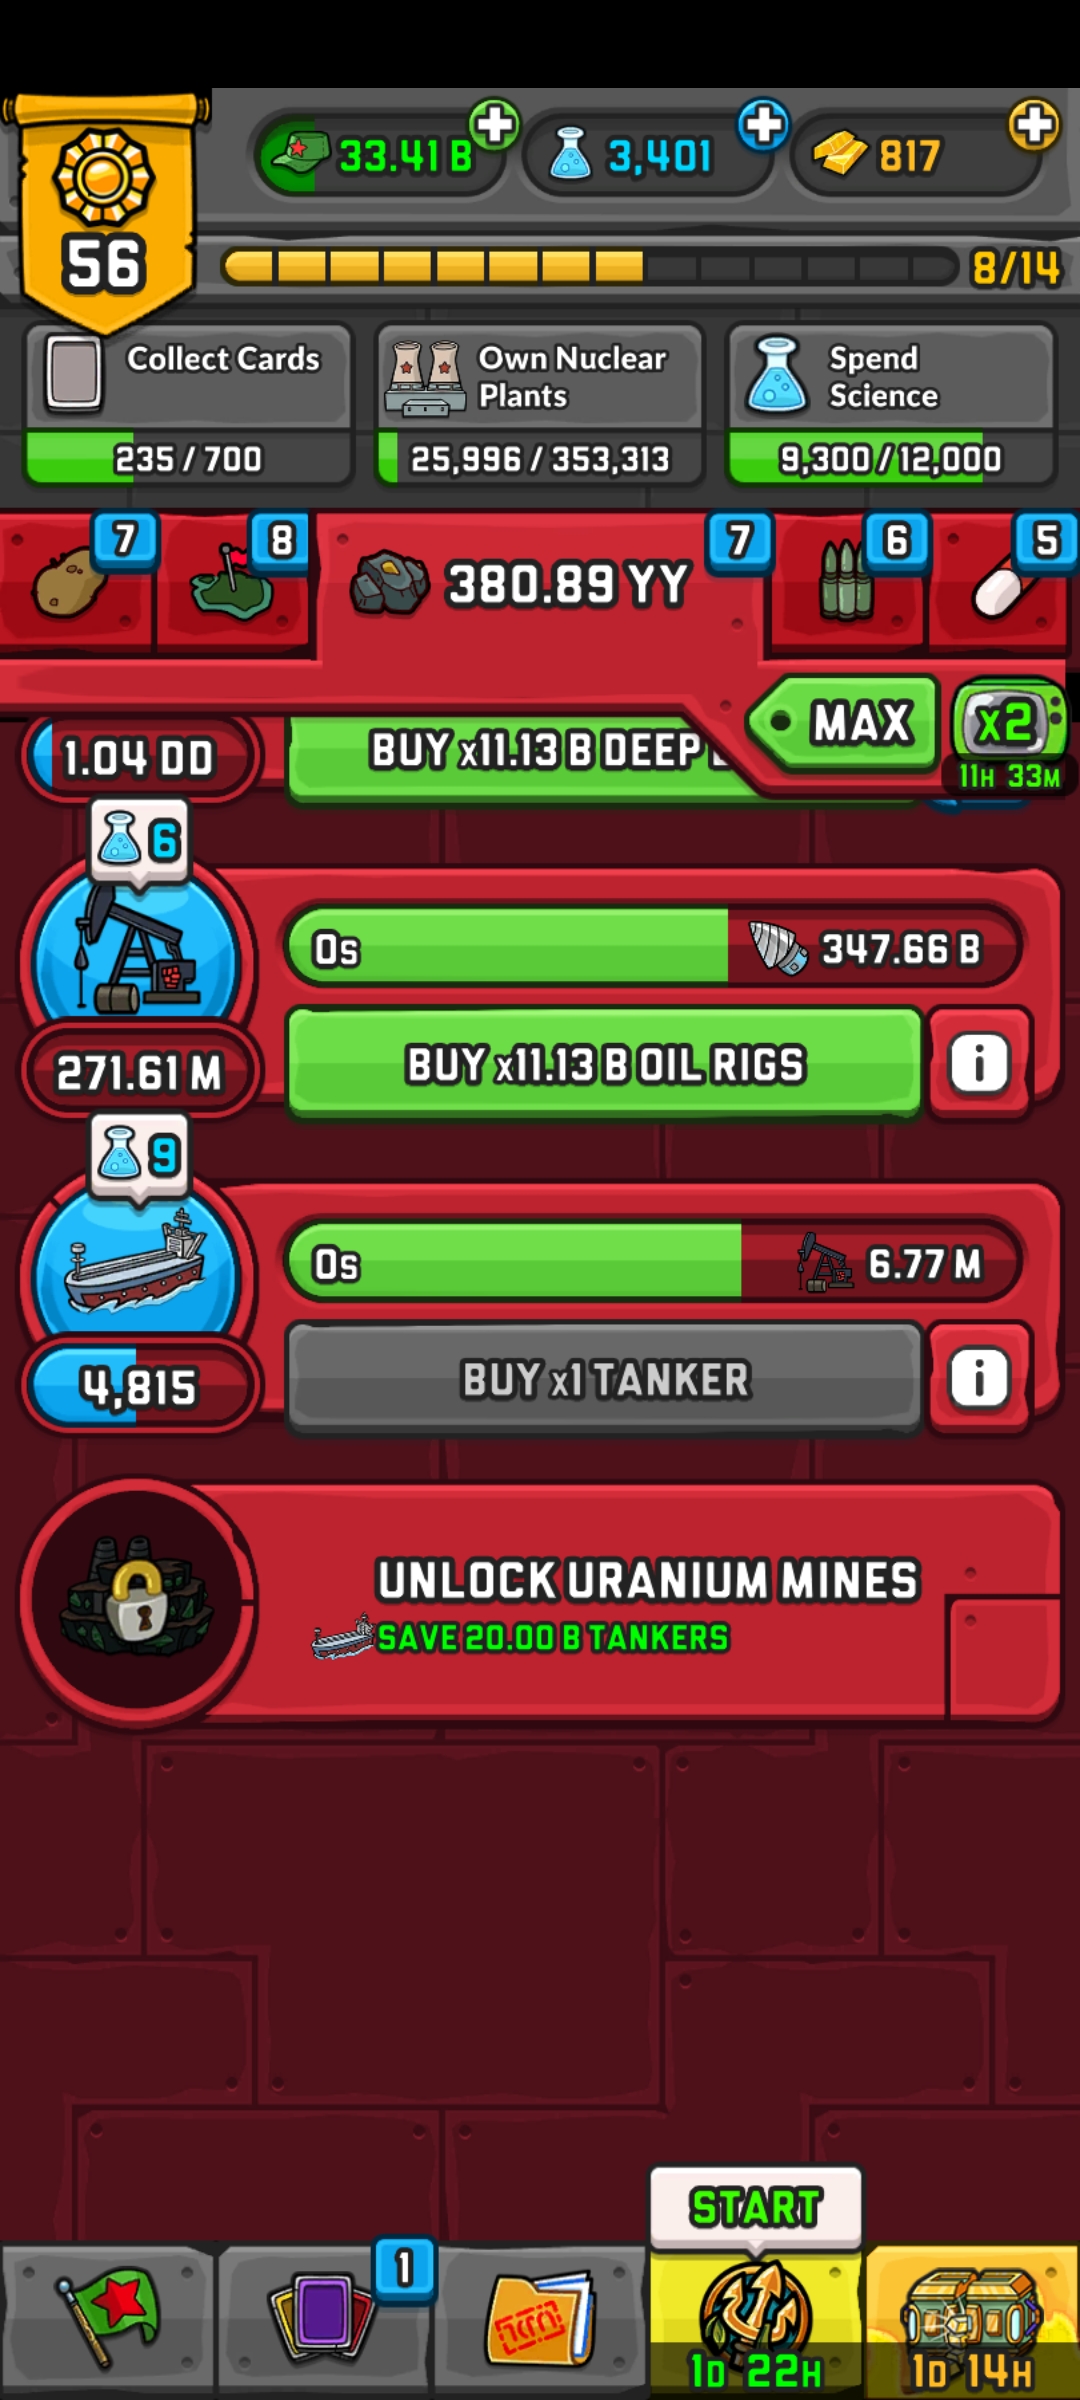 33.41 B
3,401
817
56
8/14
Collect Cards
Own Nuclear
Plants
Spend
Science
235 / 700
25,996 / 353,313
9,300 / 12,000
7
8
380.89 YY
7
6
5
MAX
X2
11H 33M
1.04 DD
BUY x11.13 B DEEP
6
0s
347.66 B
271.61 M
BUY x11.13 B OIL RIGS
i
9
0s
6.77 M
4,815
BUY x1 TANKER
i
UNLOCK URANIUM MINES
SAVE 20.00 B TANKERS
START
1
1D 22H
1D 14H